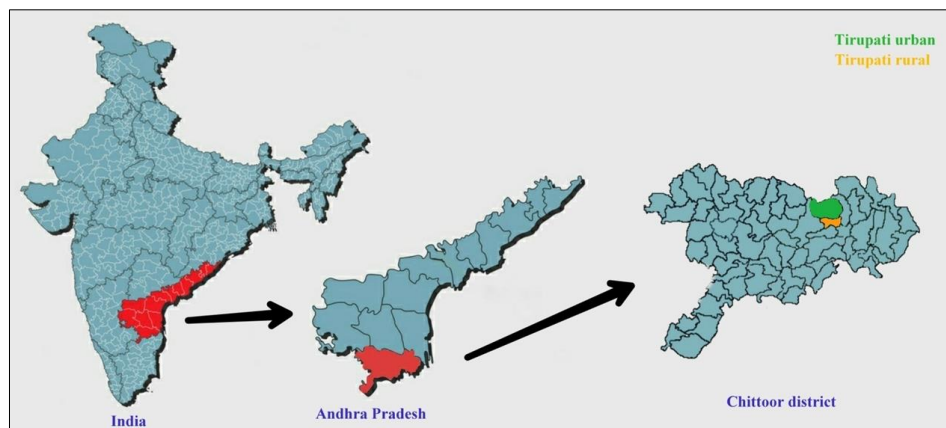 Tirupati urban
Tirupati rural
India
Andhra Pradesh
Chittoor district